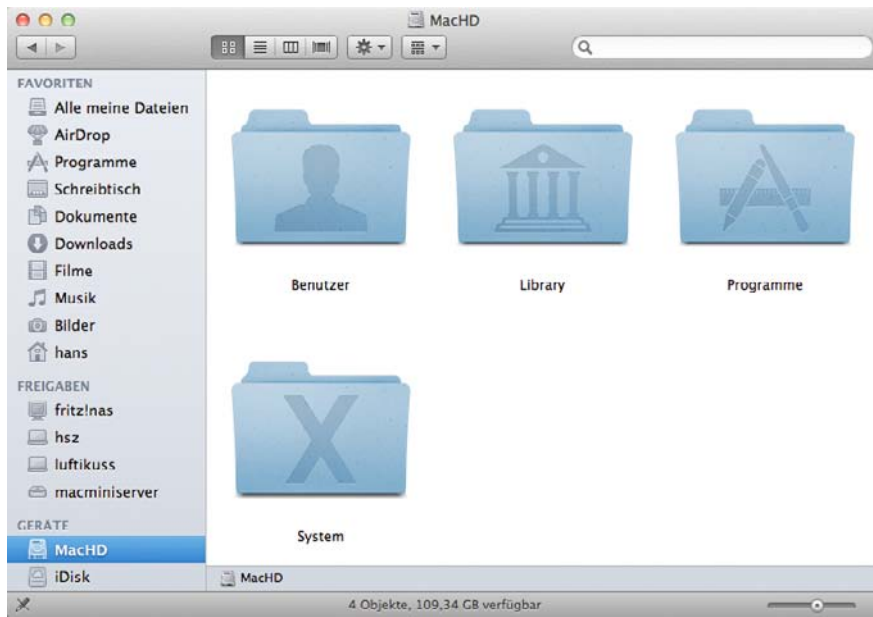 MacHD
FAVORITEN
Alle meine Dateien
AirDrop
Programme
Schreibtisch
Dokumente
Downloads
Filme
Musik
Bilder
hans
FREIGABEN
fritz!nas
hsz
luftikuss
macminiserver
GERÄTE
MacHD
iDisk
Benutzer
Library
Programme
System
MacHD
4 Objekte, 109,34 GB verfügbar